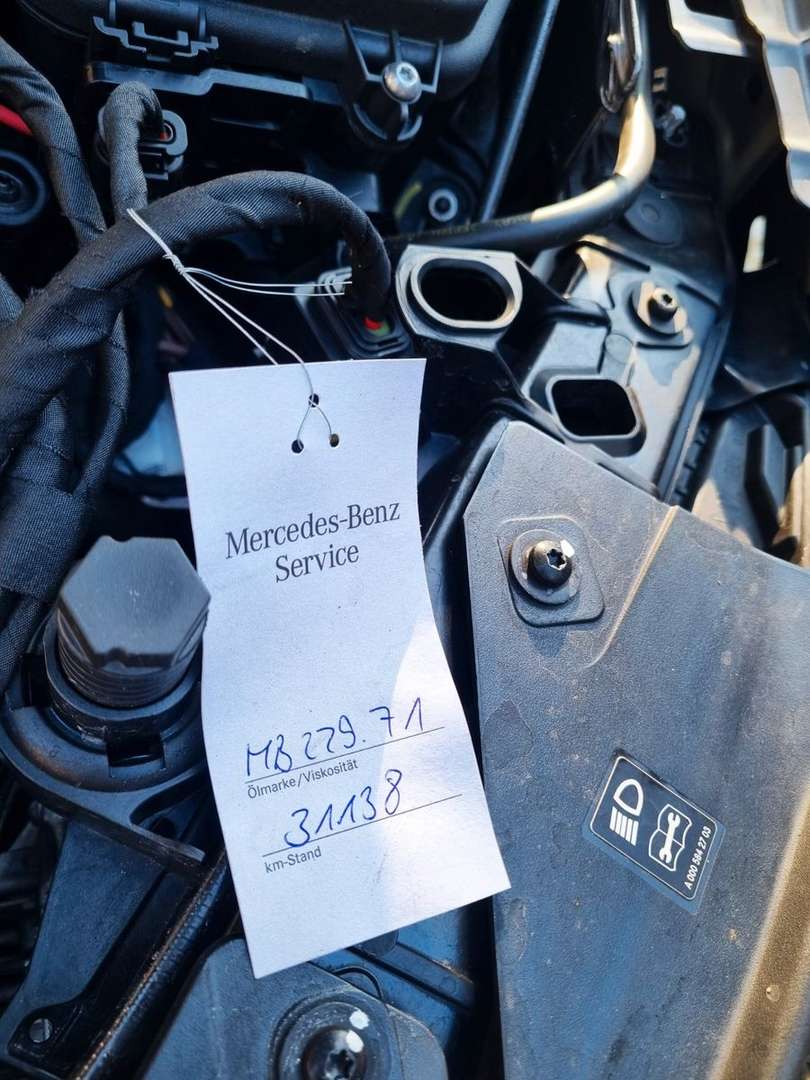 Mercedes-Benz
Service
MB 229.71
Ölmarke/Viskosität
31138
km-Stand
A 000 584 27 03